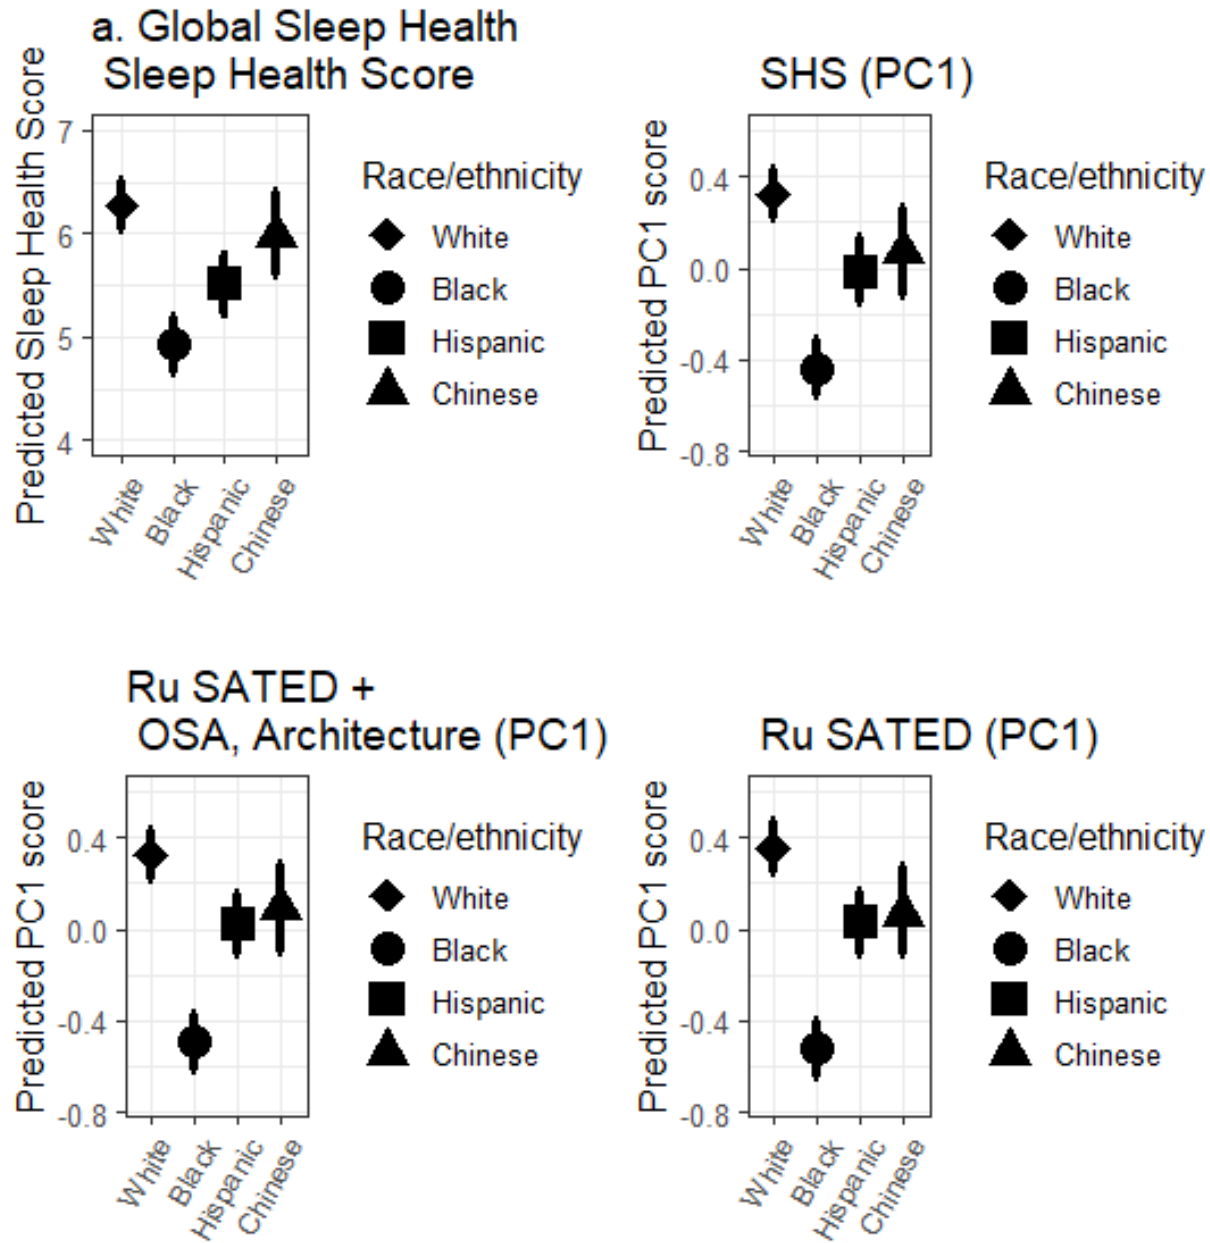 a. Global Sleep Health
Sleep Health Score
Predicted Sleep Health Score
7
6
5
4
White
Black
Hispanic
Chinese
Race/ethnicity
White
Black
Hispanic
Chinese
SHS (PC1)
Predicted PC1 score
0.4
0.0
-0.4
-0.8
White
Black
Hispanic
Chinese
Race/ethnicity
White
Black
Hispanic
Chinese
Ru SATED +
OSA, Architecture (PC1)
Predicted PC1 score
0.4
0.0
-0.4
-0.8
White
Black
Hispanic
Chinese
Race/ethnicity
White
Black
Hispanic
Chinese
Ru SATED (PC1)
Predicted PC1 score
0.4
0.0
-0.4
-0.8
White
Black
Hispanic
Chinese
Race/ethnicity
White
Black
Hispanic
Chinese